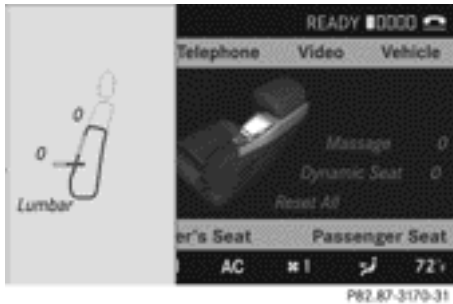 READY
Telephone Video Vehicle
0
0
Lumbar
Massage 0
Dynamic Seat 0
Reset All
er's Seat Passenger Seat
AC 1 72°F
P82.87-3170-31